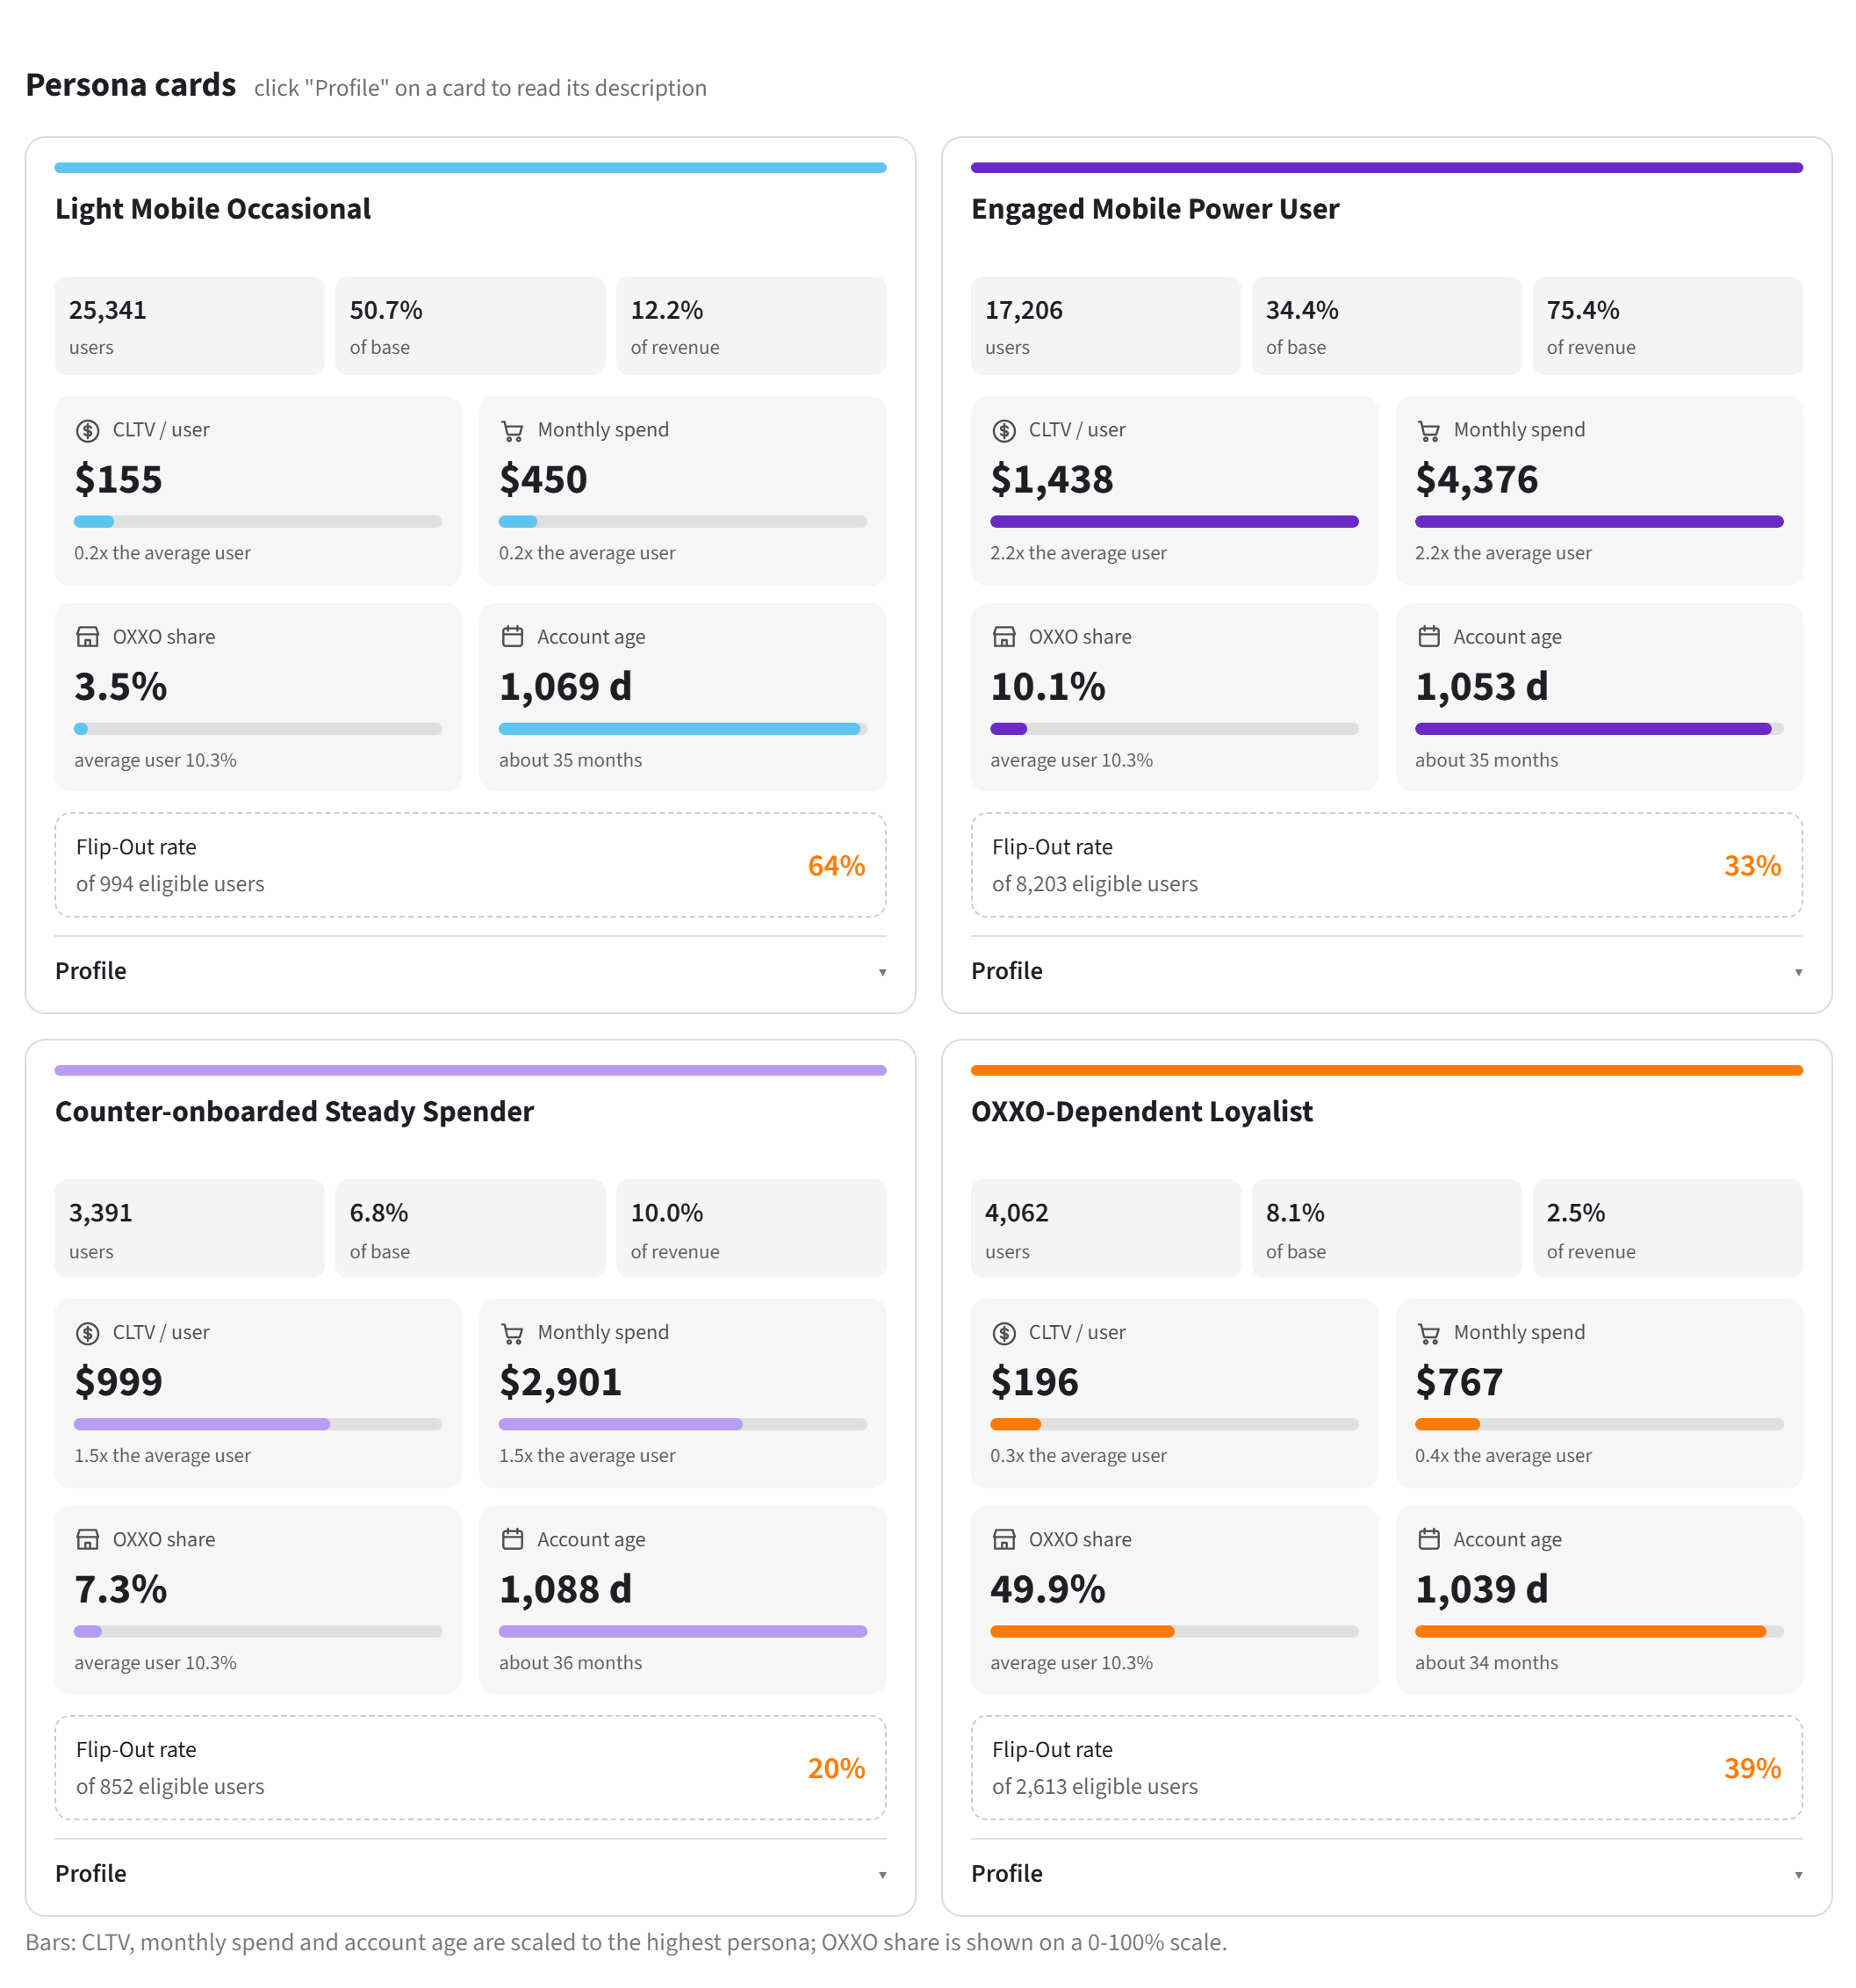 Persona cards click "Profile" on a card to read its description
Light Mobile Occasional
25,341 50.7% 12.2%
users of base of revenue
CLTV / user Monthly spend
$155 $450
0.2x the average user 0.2x the average user
OXXO share Account age
3.5% 1,069 d
average user 10.3% about 35 months
Flip-Out rate
64%
of 994 eligible users
Profile
Engaged Mobile Power User
17,206 34.4% 75.4%
users of base of revenue
CLTV / user Monthly spend
$1,438 $4,376
2.2x the average user 2.2x the average user
OXXO share Account age
10.1% 1,053 d
average user 10.3% about 35 months
Flip-Out rate
33%
of 8,203 eligible users
Profile
Counter-onboarded Steady Spender
3,391 6.8% 10.0%
users of base of revenue
CLTV / user Monthly spend
$999 $2,901
1.5x the average user 1.5x the average user
OXXO share Account age
7.3% 1,088 d
average user 10.3% about 36 months
Flip-Out rate
20%
of 852 eligible users
Profile
OXXO-Dependent Loyalist
4,062 8.1% 2.5%
users of base of revenue
CLTV / user Monthly spend
$196 $767
0.3x the average user 0.4x the average user
OXXO share Account age
49.9% 1,039 d
average user 10.3% about 34 months
Flip-Out rate
39%
of 2,613 eligible users
Profile
Bars: CLTV, monthly spend and account age are scaled to the highest persona; OXXO share is shown on a 0-100% scale.